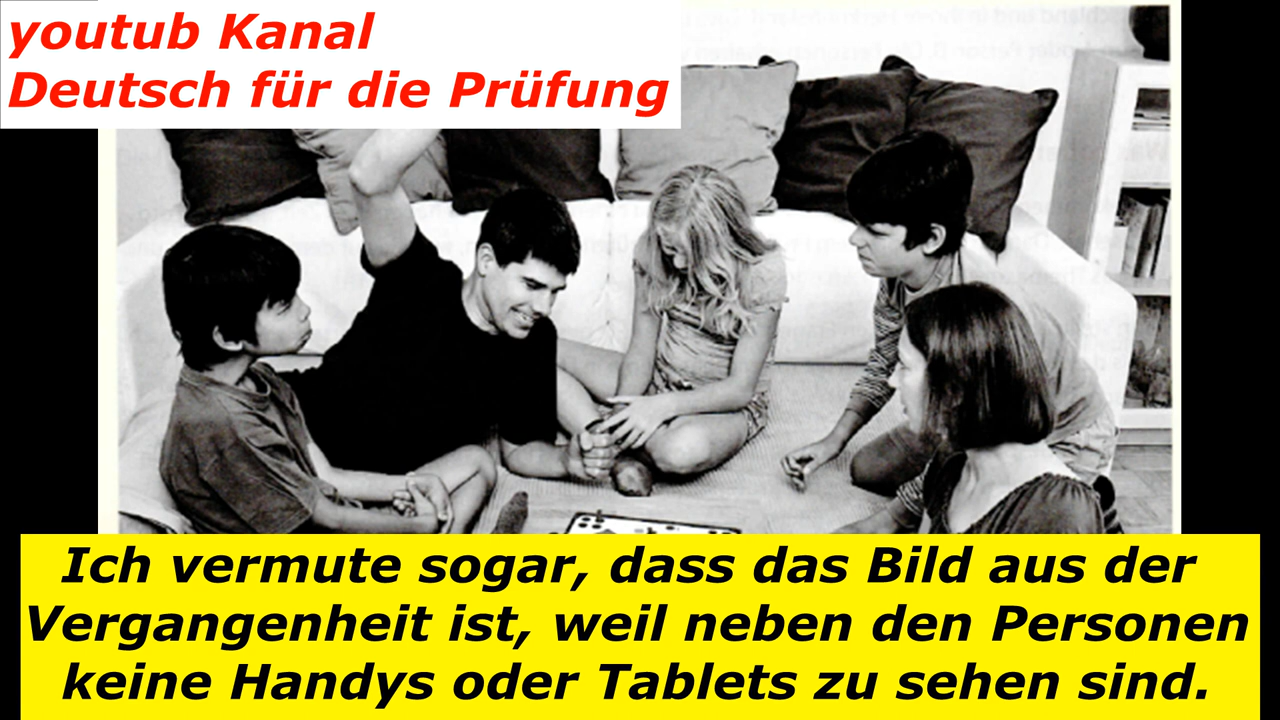 youtub Kanal
Deutsch für die Prüfung
Ich vermute sogar, dass das Bild aus der
Vergangenheit ist, weil neben den Personen
keine Handys oder Tablets zu sehen sind.